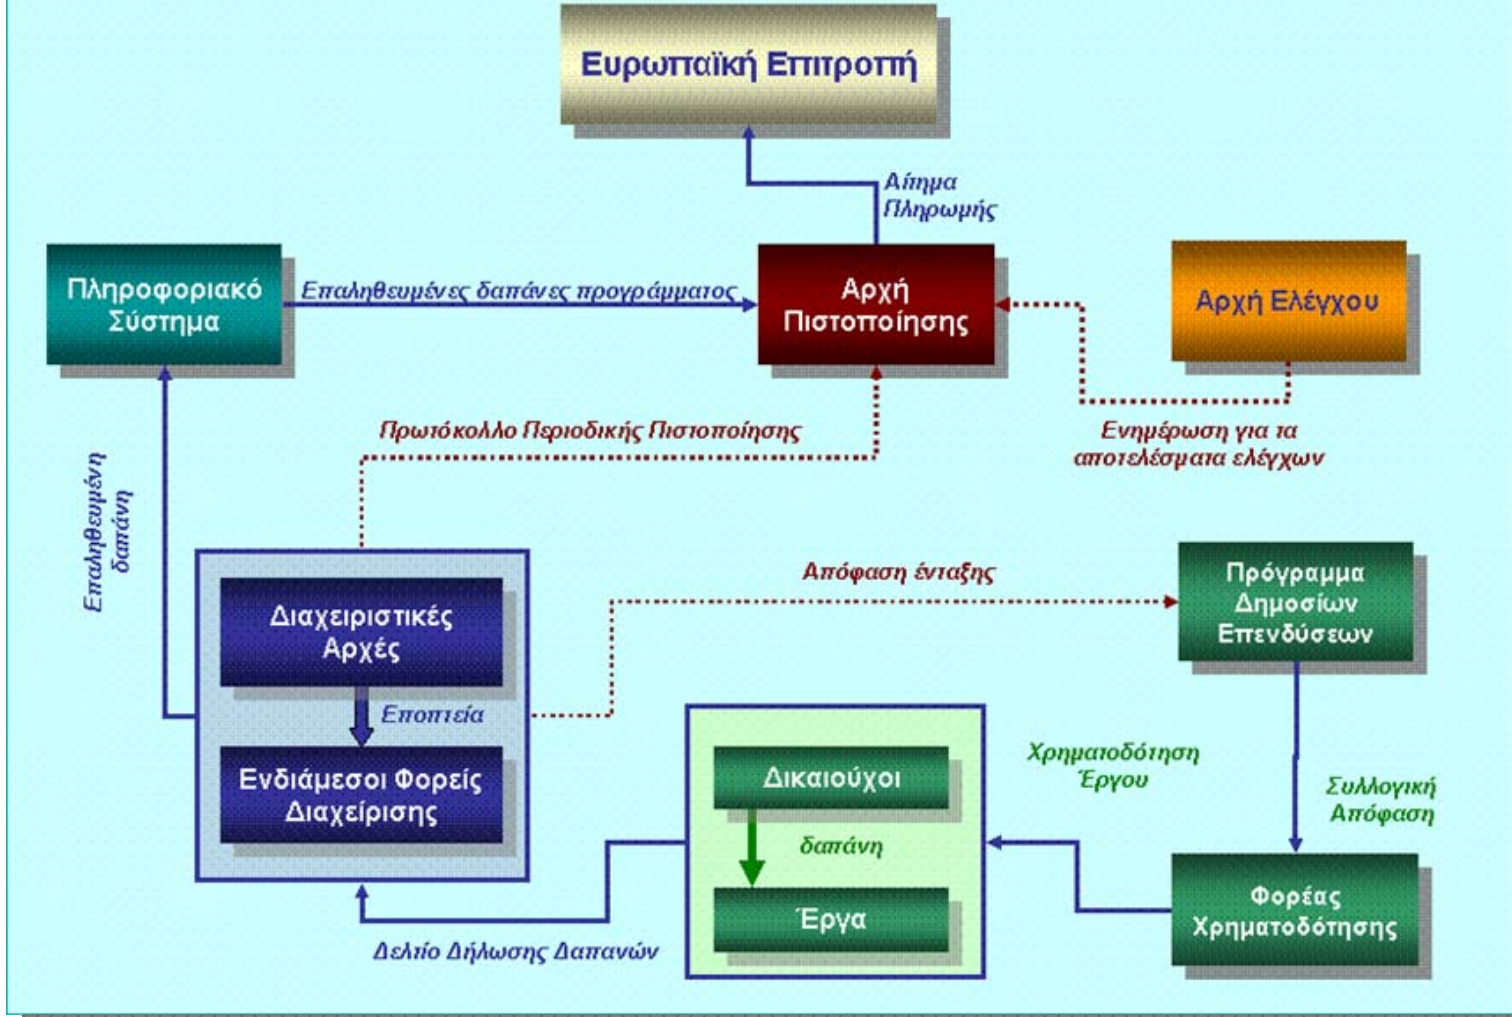 Ευρωπαϊκή Επιτροπή
Αίτημα
Πληρωμής
Πληροφοριακό
Σύστημα
Επαληθευμένες δαπάνες προγράμματος
Αρχή
Πιστοποίησης
Αρχή Ελέγχου
Πρωτόκολλο Περιοδικής Πιστοποίησης
Ενημέρωση για τα
αποτελέσματα ελέγχων
Επαληθευμένη
δαπάνη
Διαχειριστικές
Αρχές
Εποπτεία
Ενδιάμεσοι Φορείς
Διαχείρισης
Απόφαση ένταξης
Πρόγραμμα
Δημοσίων
Επενδύσεων
Χρηματοδότηση
Έργου
Συλλογική
Απόφαση
Δικαιούχοι
δαπάνη
Έργα
Φορέας
Χρηματοδότησης
Δελτίο Δήλωσης Δαπανών